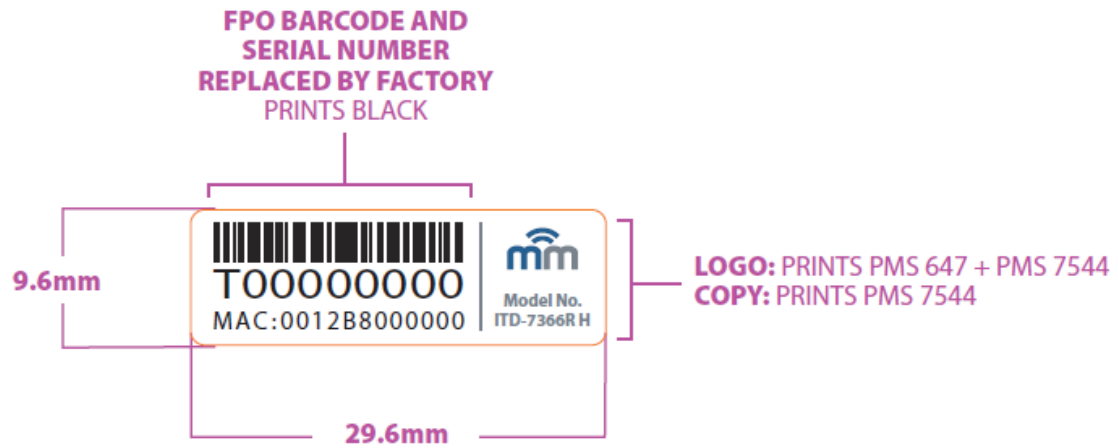 FPO BARCODE AND
SERIAL NUMBER
REPLACED BY FACTORY
PRINTS BLACK
9.6mm
T00000000
MAC:0012B8000000
mm
Model No.
ITD-7366R H
LOGO: PRINTS PMS 647 + PMS 7544
COPY: PRINTS PMS 7544
29.6mm